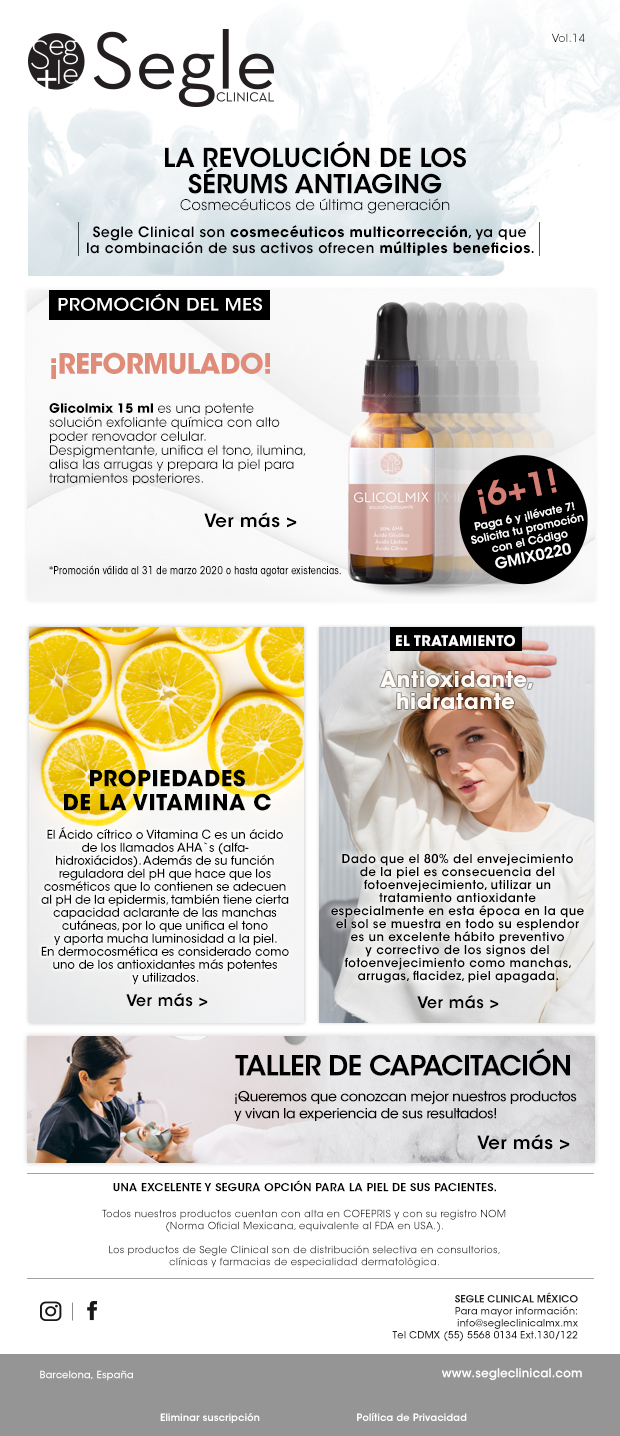 Seg
+le
Segle
CLINICAL
Vol.14
LA REVOLUCIÓN DE LOS
SÉRUMS ANTIAGING
Cosmecéuticos de última generación
Segle Clinical son cosmecéuticos multicorrección, ya que
la combinación de sus activos ofrecen múltiples beneficios.
PROMOCIÓN DEL MES
¡REFORMULADO!
Glicolmix 15 ml es una potente
solución exfoliante química con alto
poder renovador celular.
Despigmentante, unifica el tono, ilumina,
alisa las arrugas y prepara la piel para
tratamientos posteriores.
Ver más >
*Promoción válida al 31 de marzo 2020 o hasta agotar existencias.
GLICOLMIX
20% AHA
Ácido Glicólico
Ácido Láctico
Ácido Cítrico
¡6+1!
Paga 6 y ¡llévate 7!
Solicita tu promoción
con el Código
GMIX0220
PROPIEDADES
DE LA VITAMINA C
El Ácido cítrico o Vitamina C es un ácido
de los llamados AHA`s (alfa-
hidroxiácidos). Además de su función
reguladora del pH que hace que los
cosméticos que lo contienen se adecuen
al pH de la epidermis, también tiene cierta
capacidad aclarante de las manchas
cutáneas, por lo que unifica el tono
y aporta mucha luminosidad a la piel.
En dermocosmética es considerado como
uno de los antioxidantes más potentes
y utilizados.
Ver más >
EL TRATAMIENTO
Antioxidante,
hidratante
Dado que el 80% del envejecimiento
de la piel es consecuencia del
fotoenvejecimiento, utilizar un
tratamiento antioxidante
especialmente en esta época en la que
el sol se muestra en todo su esplendor
es un excelente hábito preventivo
y correctivo de los signos del
fotoenvejecimiento como manchas,
arrugas, flacidez, piel apagada.
Ver más >
TALLER DE CAPACITACIÓN
¡Queremos que conozcan mejor nuestros productos
y vivan la experiencia de sus resultados!
Ver más >
UNA EXCELENTE Y SEGURA OPCIÓN PARA LA PIEL DE SUS PACIENTES.
Todos nuestros productos cuentan con alta en COFEPRIS y con su registro NOM
(Norma Oficial Mexicana, equivalente al FDA en USA.).
Los productos de Segle Clinical son de distribución selectiva en consultorios,
clínicas y farmacias de especialidad dermatológica.
SEGLE CLINICAL MÉXICO
Para mayor información:
info@segleclinicalmx.mx
Tel CDMX (55) 5568 0134 Ext.130/122
Barcelona, España
www.segleclinical.com
Eliminar suscripción
Política de Privacidad